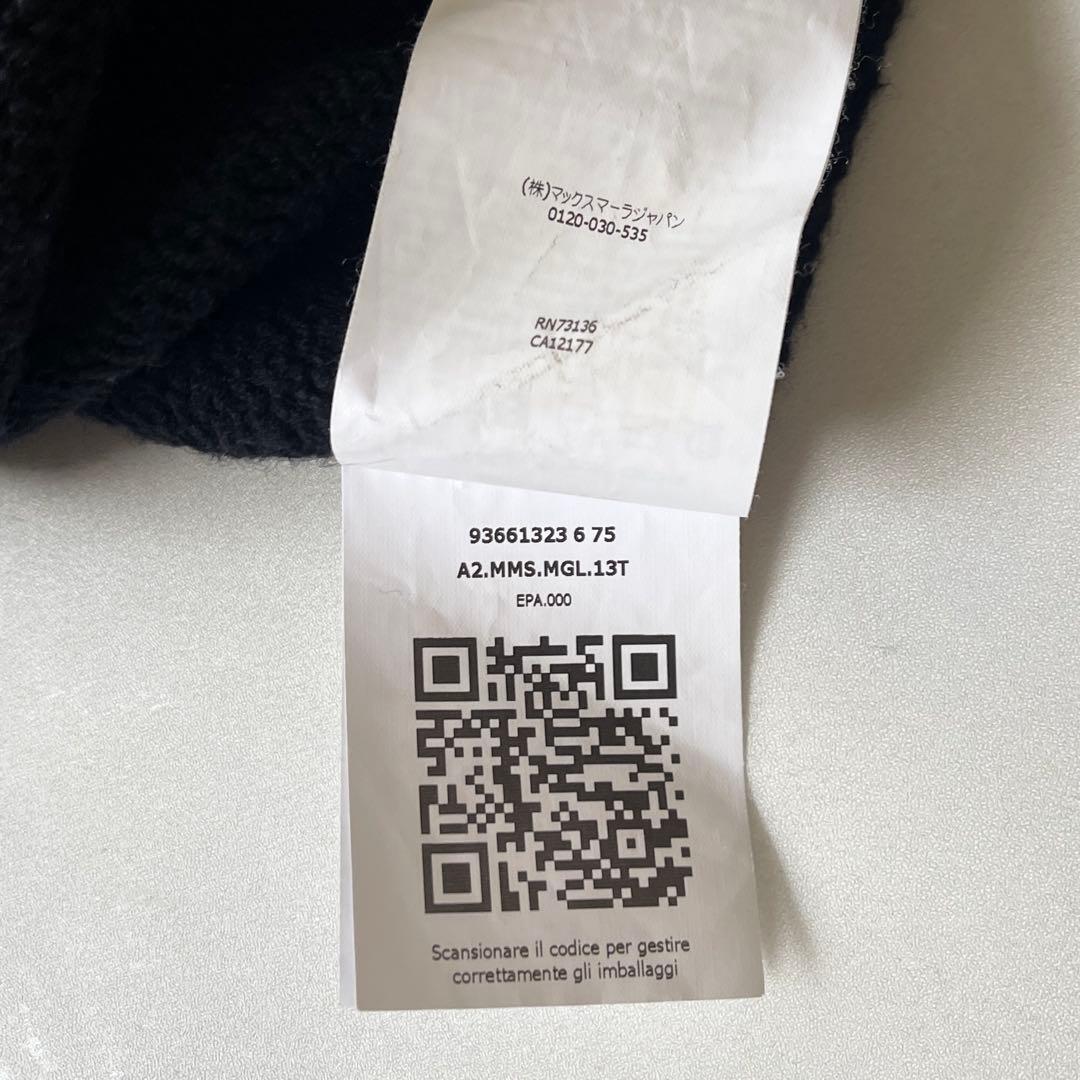 (株)マックスマーラジャパン
0120-030-535
RN73136
CA12177
93661323 6 75
A2.MMS.MGL.13T
EPA.000
Scansionare il codice per gestire
correttamente gli imballaggi